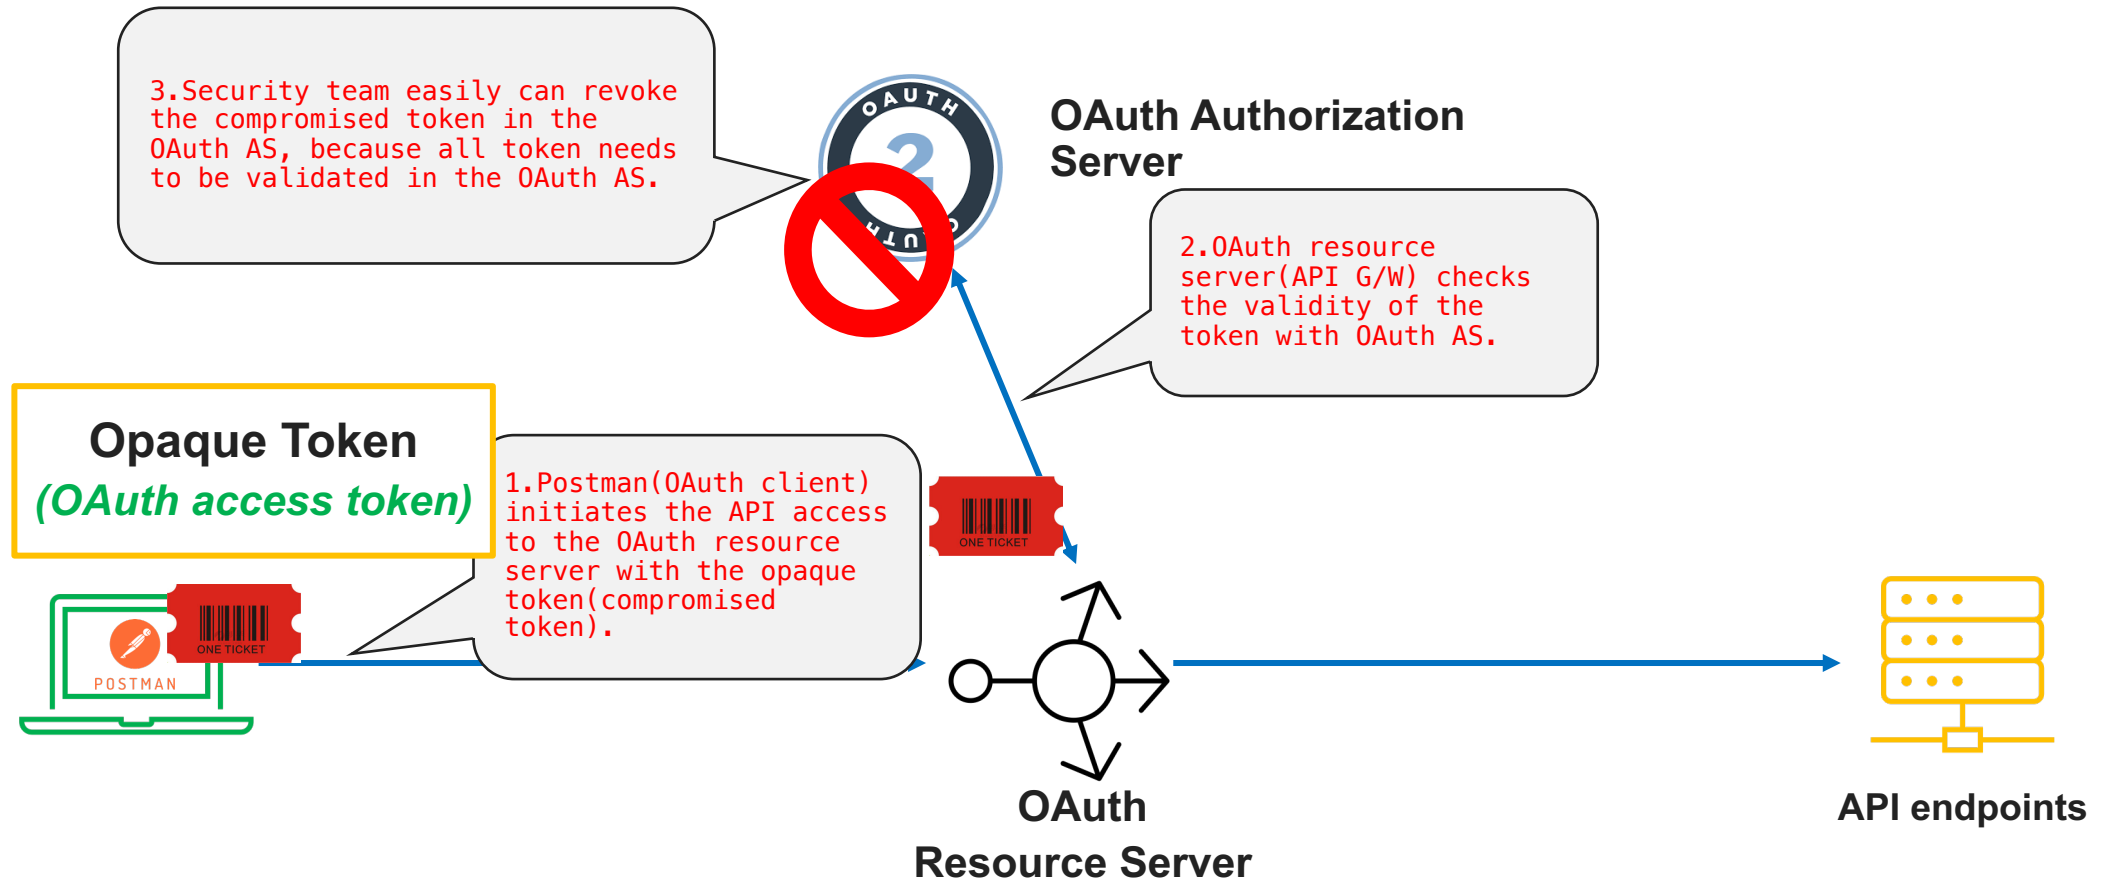 3.Security team easily can revoke
the compromised token in the
OAuth AS, because all token needs
to be validated in the OAuth AS.
OAUTH
2
OAuth Authorization
Server
2.OAuth resource
server(API G/W) checks
the validity of the
token with OAuth AS.
Opaque Token
(OAuth access token)
1.Postman(OAuth client)
initiates the API access
to the OAuth resource
server with the opaque
token(compromised
token).
ONE TICKET
ONE TICKET
POSTMAN
OAuth
Resource Server
API endpoints